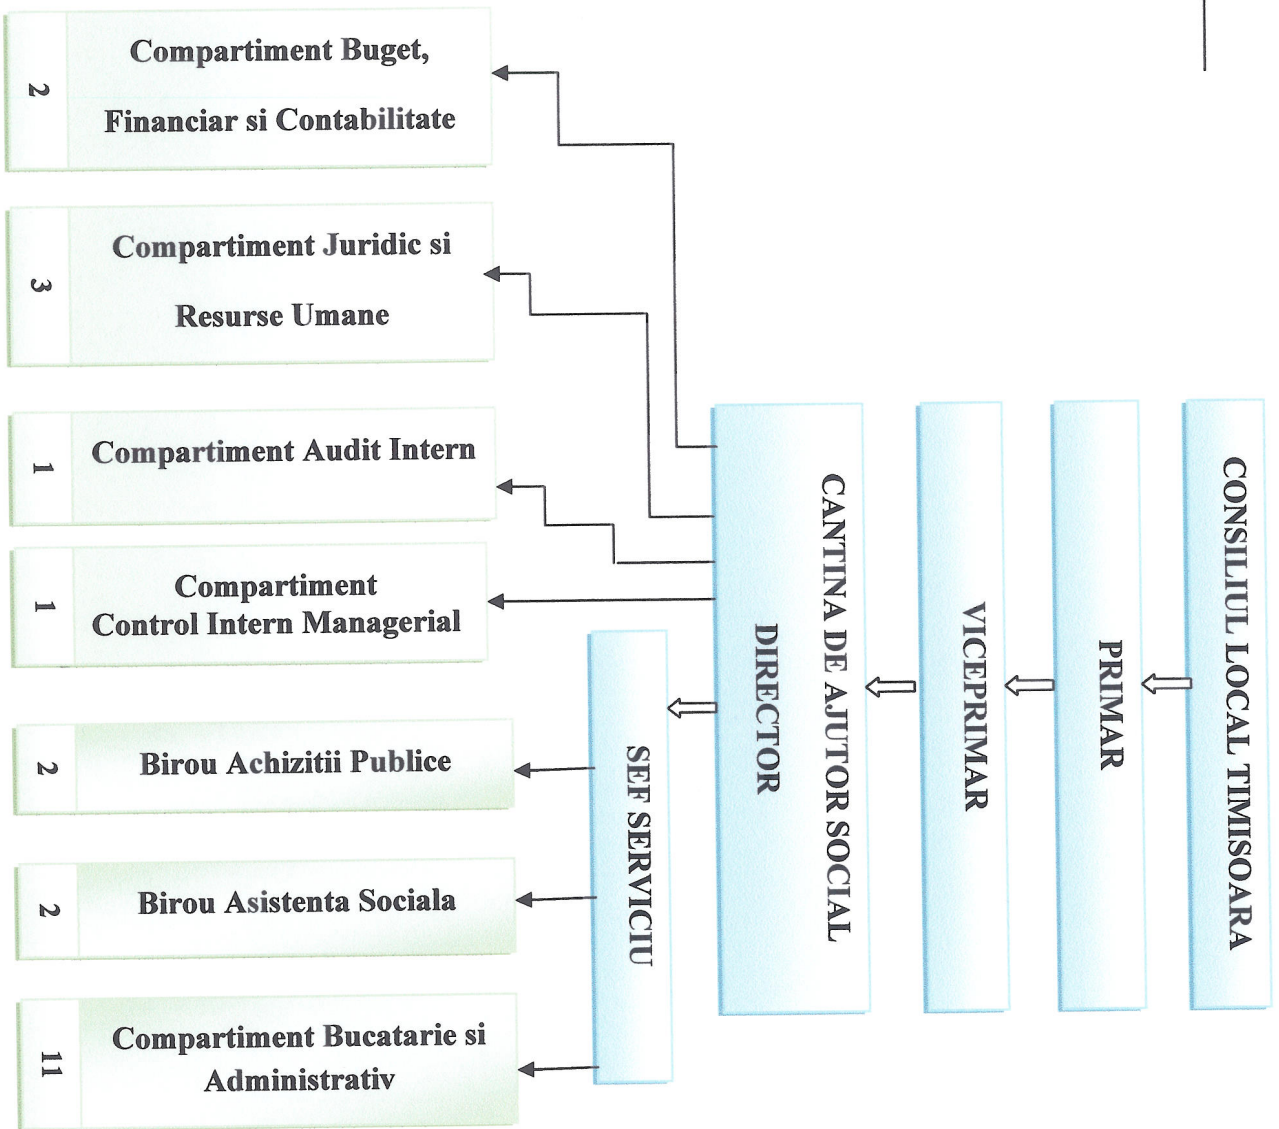 CONSILIUL LOCAL TIMISOARA
PRIMAR
VICEPRIMAR
CANTINA DE AJUTOR SOCIAL
DIRECTOR
SEF SERVICIU
Compartiment Buget,
Financiar si Contabilitate
2
Compartiment Juridic si
Resurse Umane
3
Compartiment Audit Intern
1
Compartiment
Control Intern Managerial
1
Birou Achizitii Publice
2
Birou Asistenta Sociala
2
Compartiment Bucatarie si
Administrativ
11